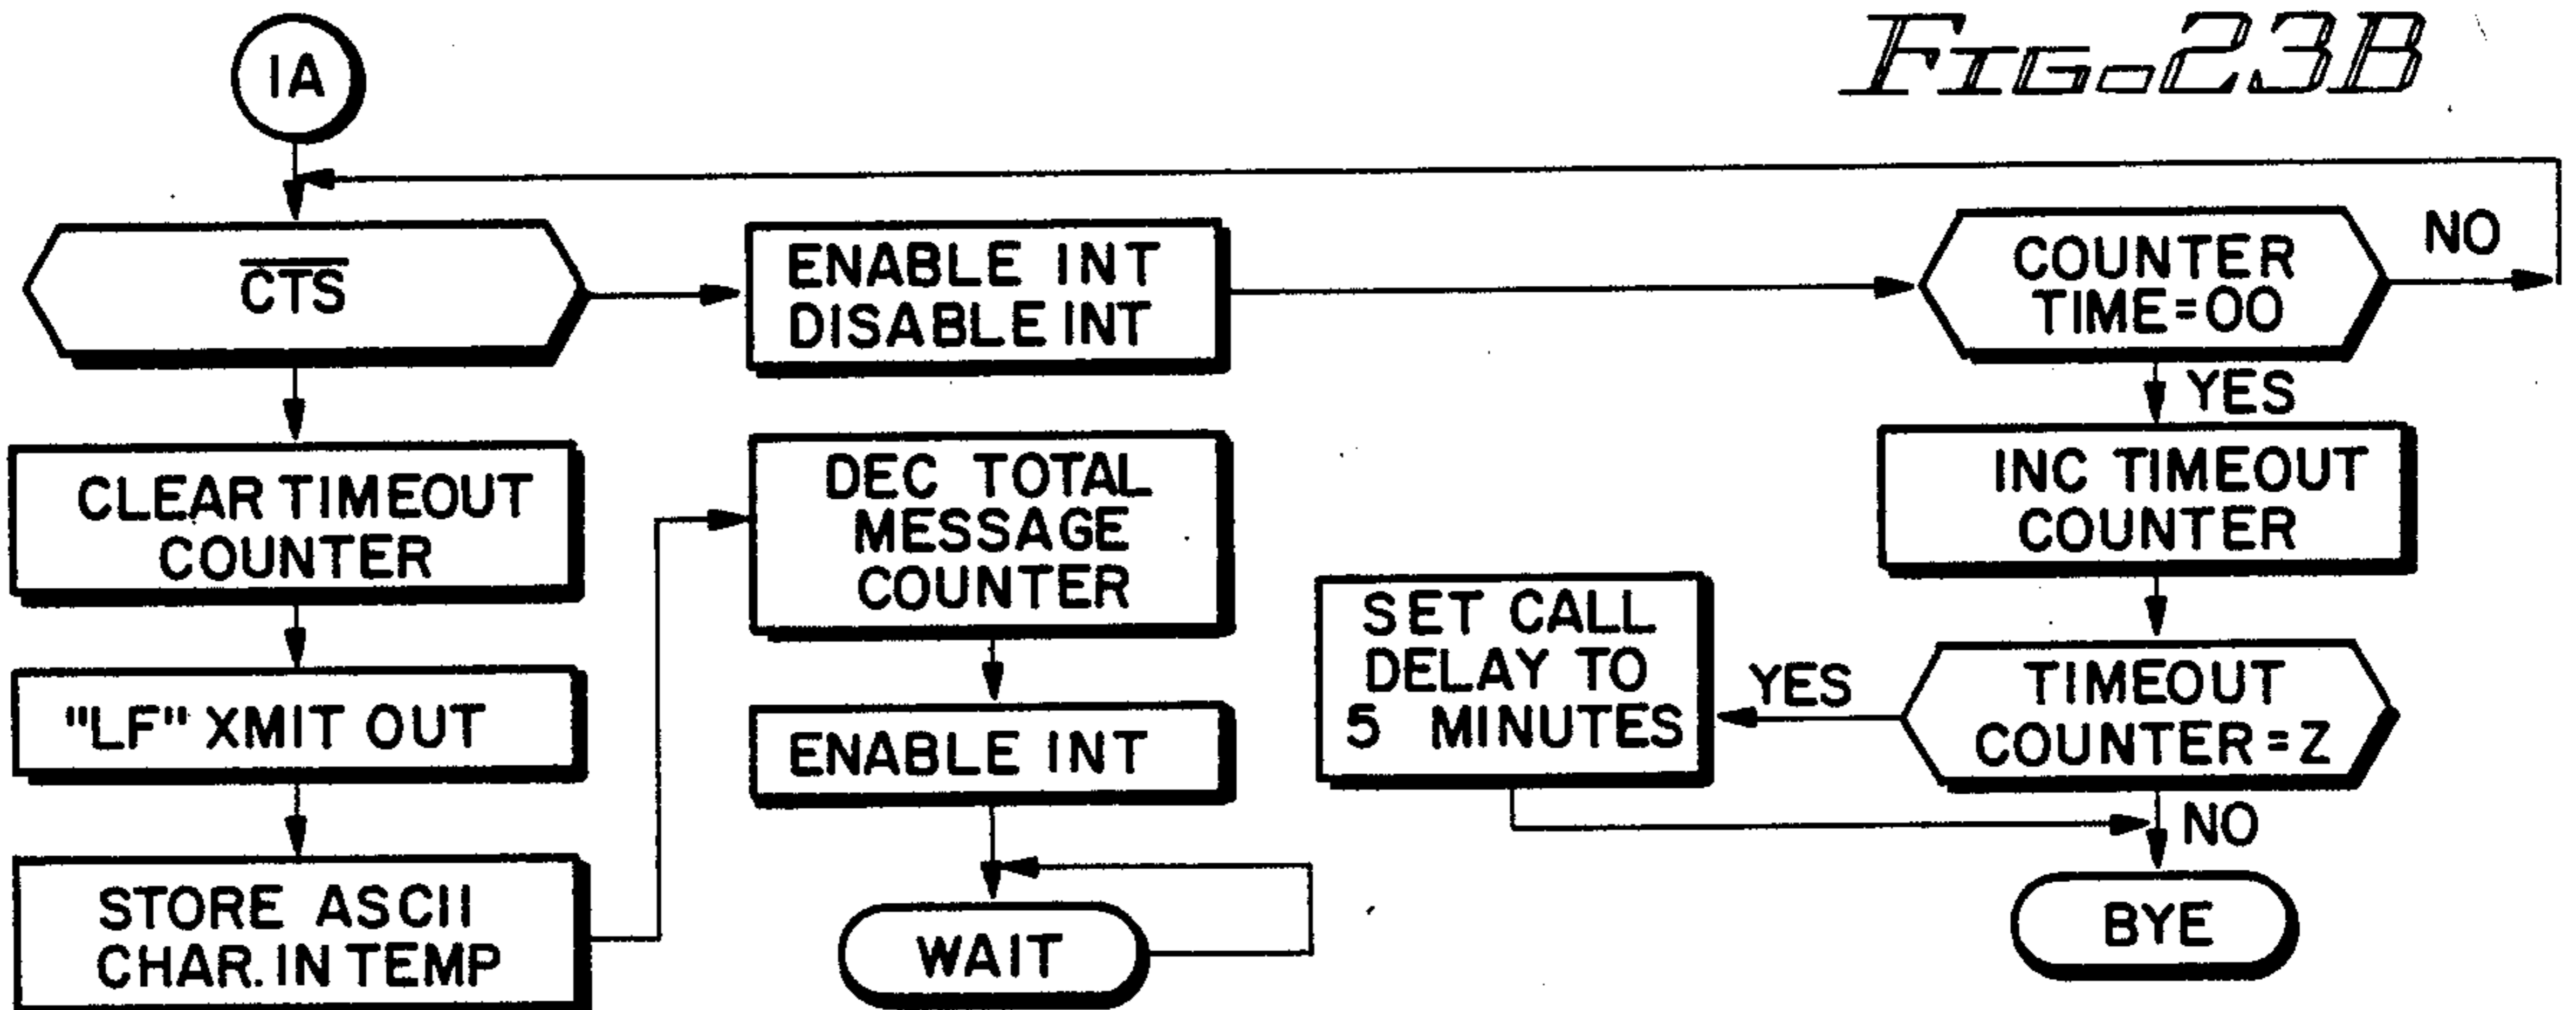 FIG-23B
1A
CTS
ENABLE INT
DISABLE INT
COUNTER
TIME=00
NO
YES
CLEAR TIMEOUT
COUNTER
DEC TOTAL
MESSAGE
COUNTER
INC TIMEOUT
COUNTER
"LF" XMIT OUT
ENABLE INT
SET CALL
DELAY TO
5 MINUTES
YES
TIMEOUT
COUNTER=Z
NO
STORE ASCII
CHAR. IN TEMP
WAIT
BYE